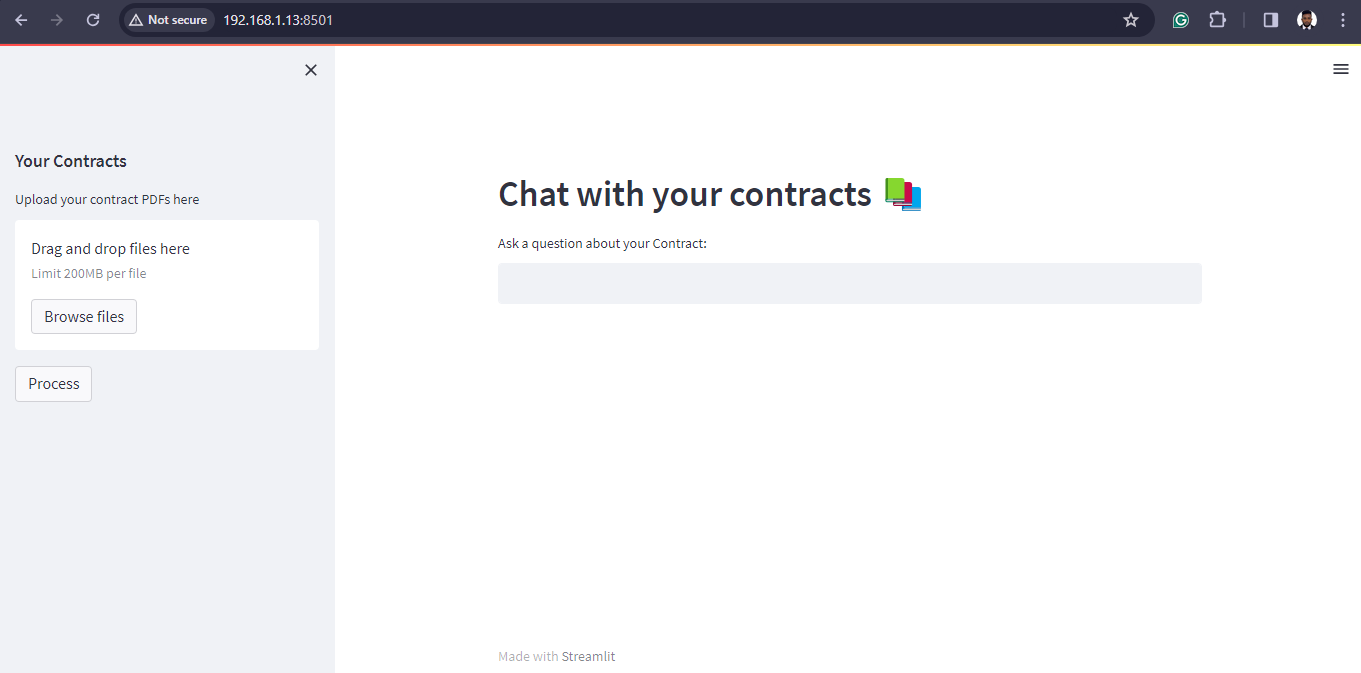 Not secure 192.168.1.13:8501
Your Contracts
Upload your contract PDFs here
Drag and drop files here
Limit 200MB per file
Browse files
Process
Chat with your contracts
Ask a question about your Contract:
Made with Streamlit